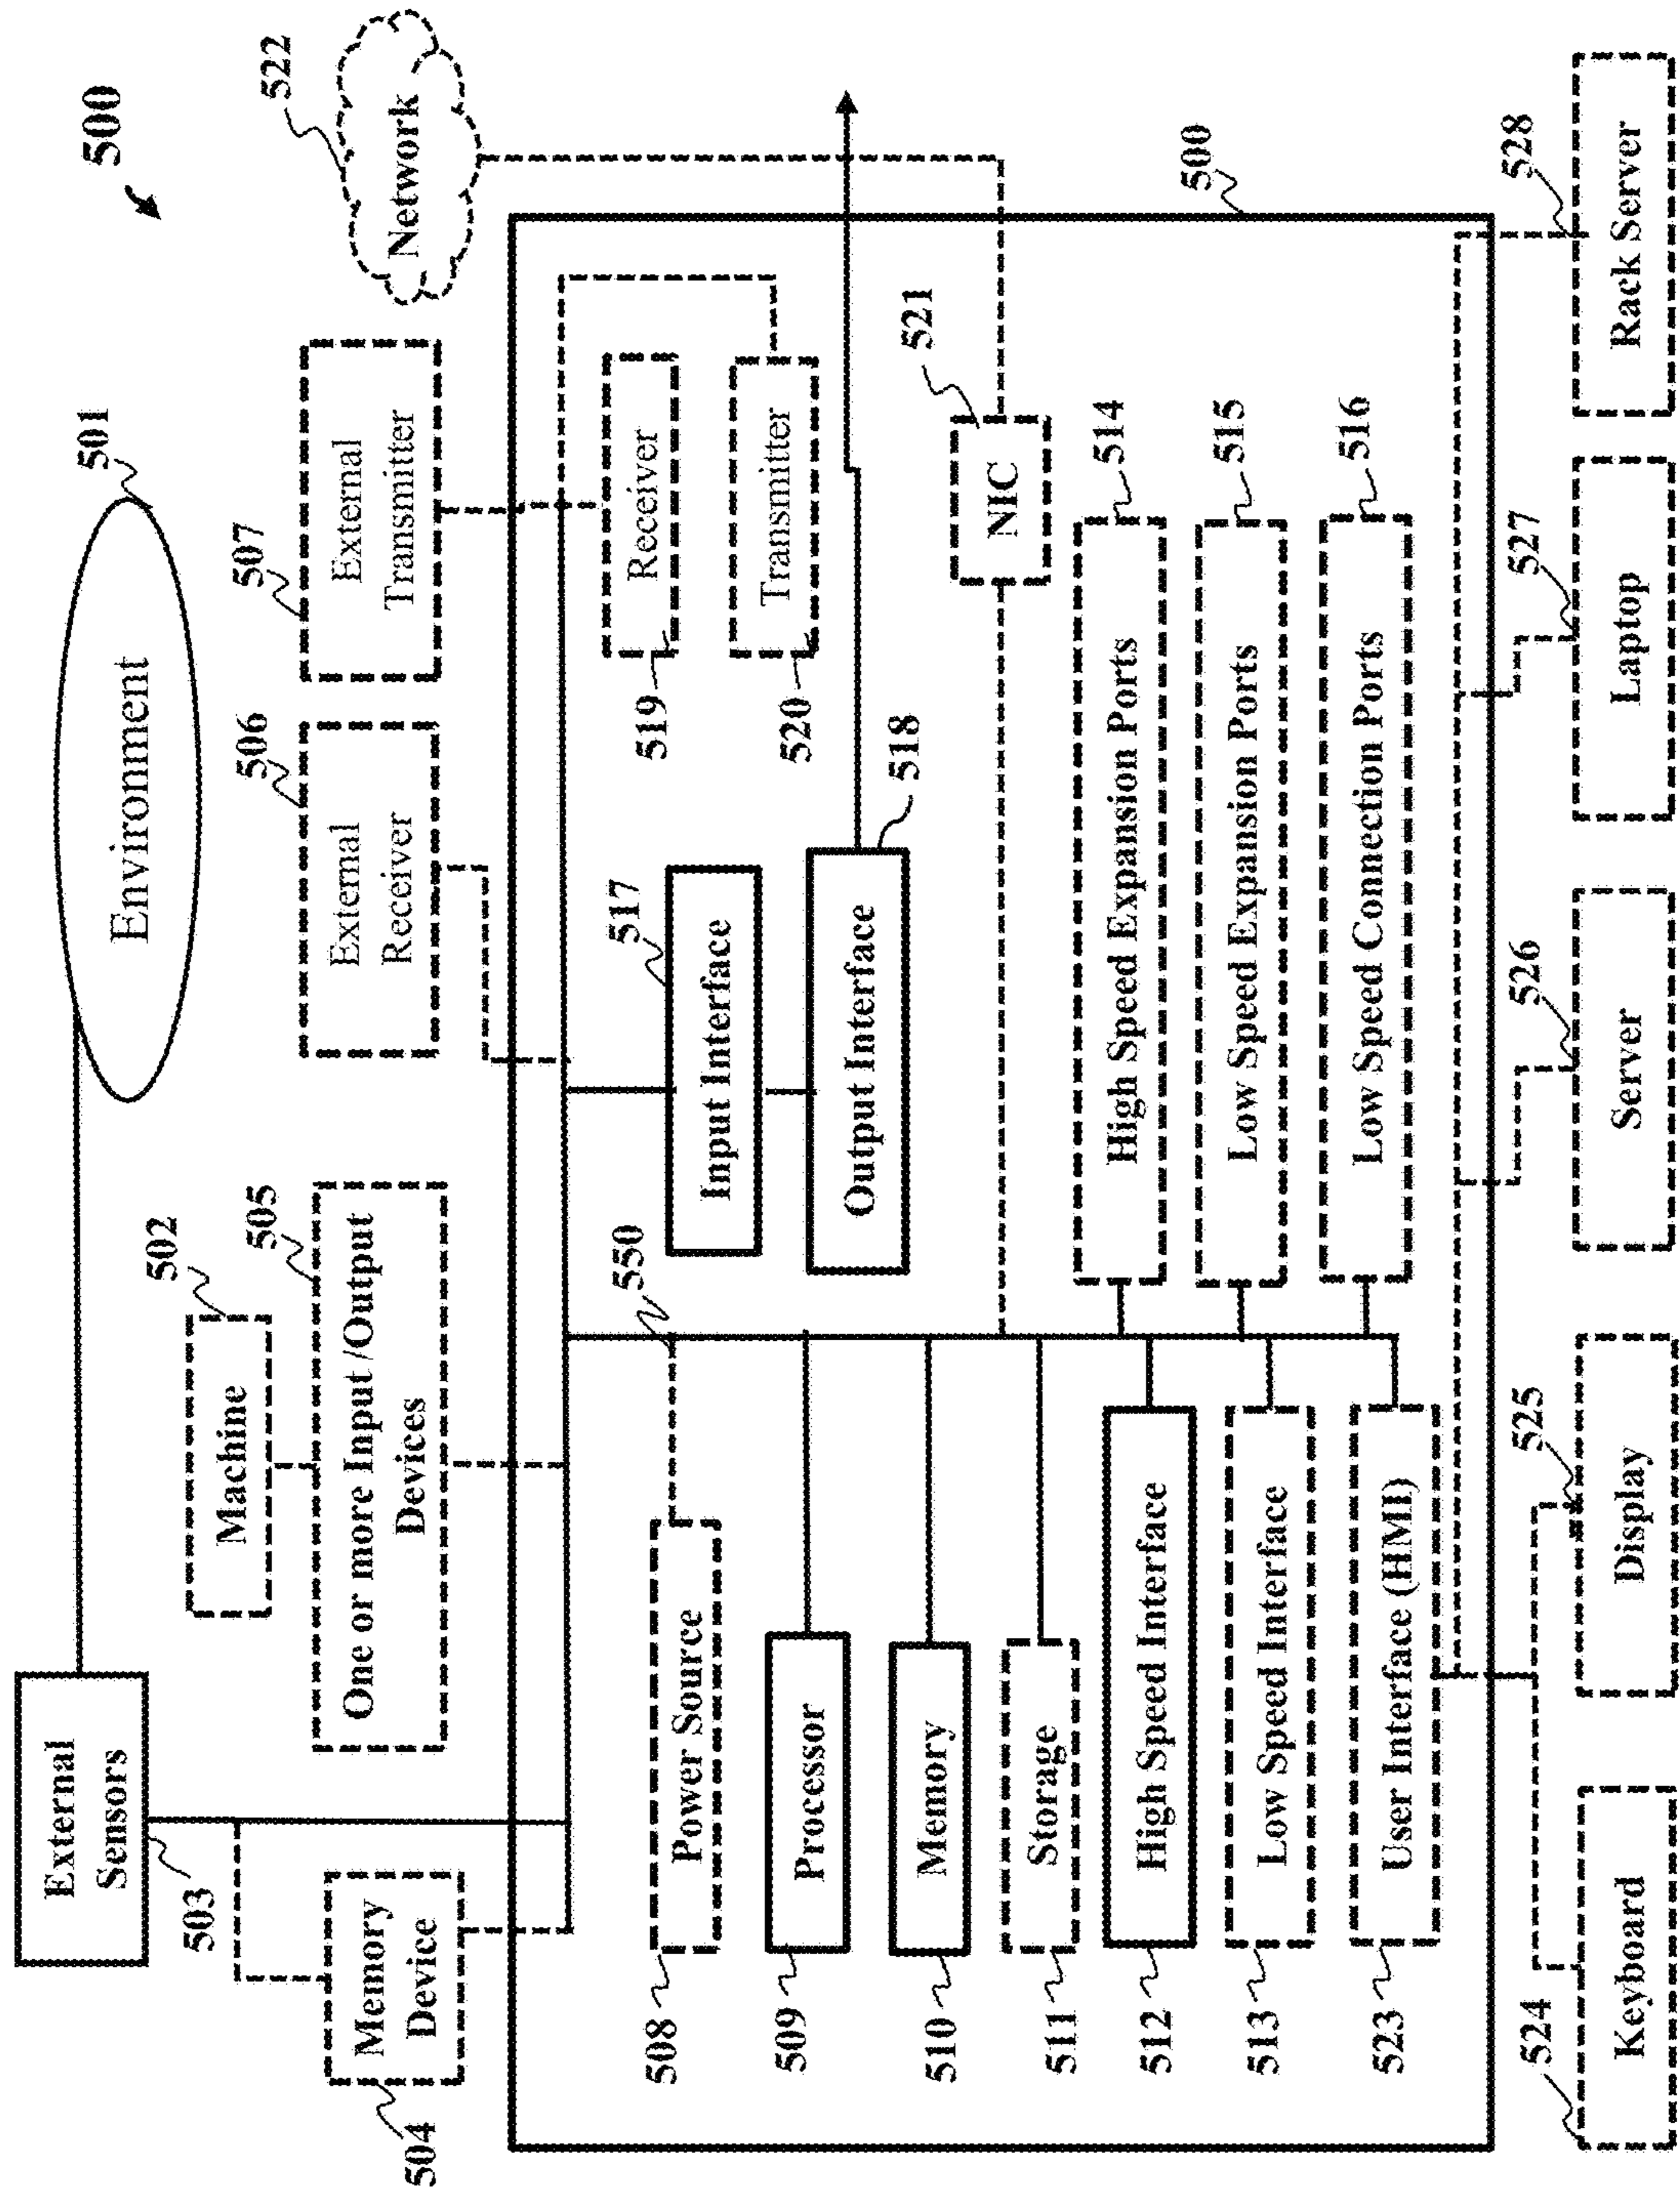 500
External
Sensors
503
Environment
501
Machine
502
Memory
Device
504
One or more Input /Output
Devices
505
External
Receiver
506
External
Transmitter
507
Network
522
500
508
Power Source
550
509
Processor
510
Memory
511
Storage
512
High Speed Interface
513
Low Speed Interface
523
User Interface (HMI)
Input Interface
517
Output Interface
518
519
Receiver
520
Transmitter
NIC
521
High Speed Expansion Ports
514
Low Speed Expansion Ports
515
Low Speed Connection Ports
516
524
Keyboard
525
Display
526
Server
527
Laptop
528
Rack Server